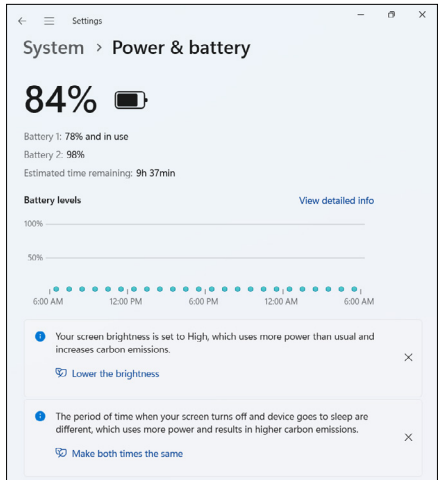 Settings
System > Power & battery
84%
Battery 1: 78% and in use
Battery 2: 98%
Estimated time remaining: 9h 37min
Battery levels View detailed info
100%
50%
6:00 AM 12:00 PM 6:00 PM 12:00 AM 6:00 AM
Your screen brightness is set to High, which uses more power than usual and
increases carbon emissions.
Lower the brightness
The period of time when your screen turns off and device goes to sleep are
different, which uses more power and results in higher carbon emissions.
Make both times the same